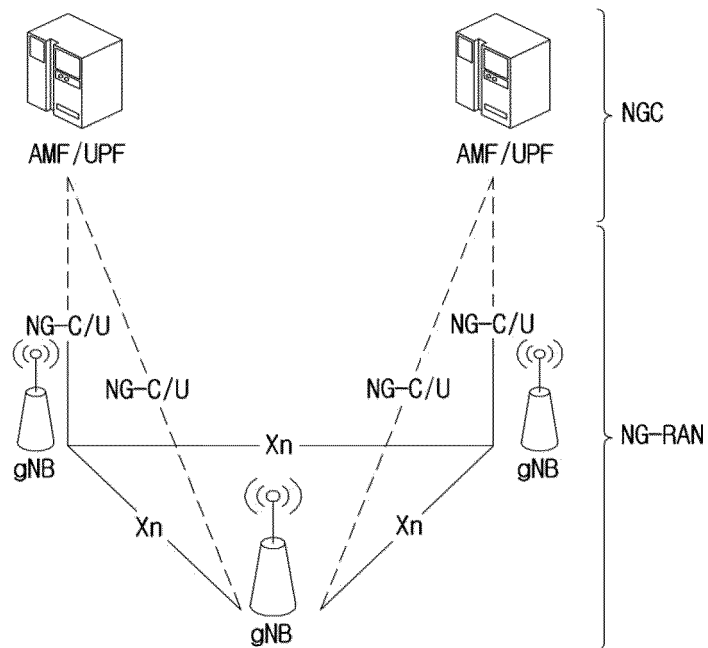 NGC
AMF/UPF
AMF/UPF
NG-C/U
NG-C/U
NG-C/U
NG-C/U
gNB
Xn
gNB
NG-RAN
Xn
Xn
gNB